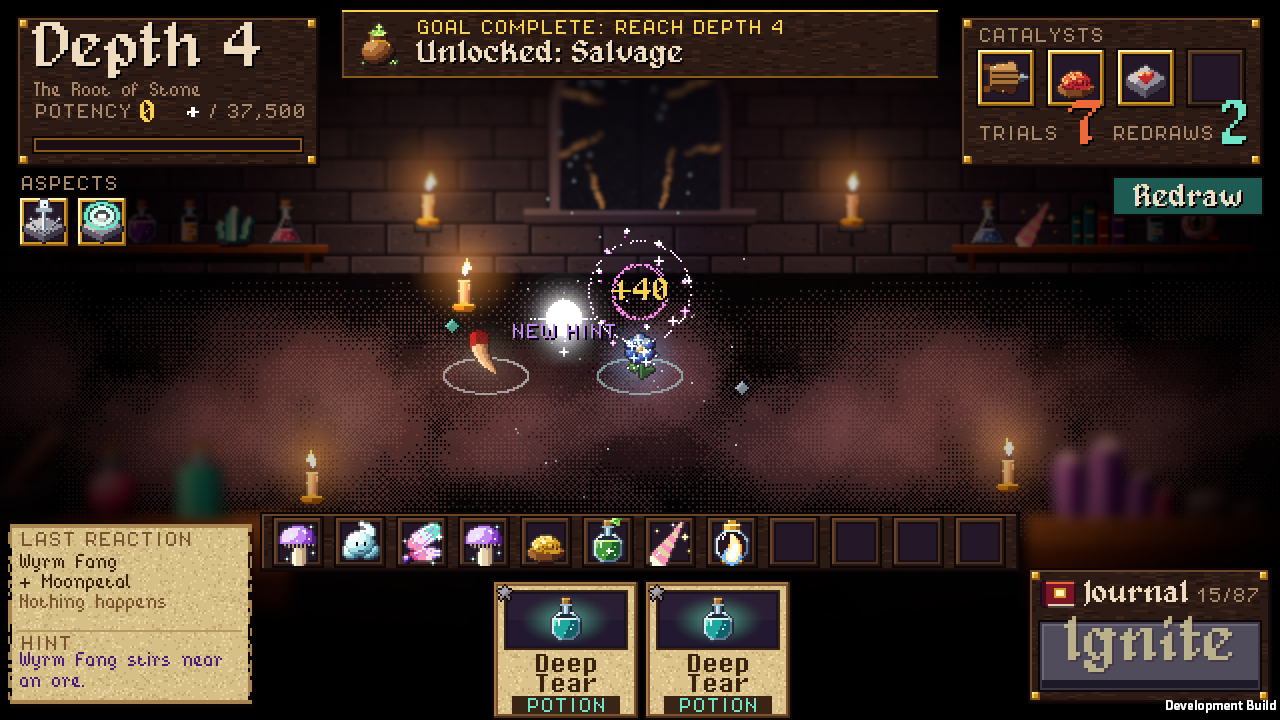 Depth 4
The Root of Stone
POTENCY 0 + / 37,500
ASPECTS
GOAL COMPLETE: REACH DEPTH 4
Unlocked: Salvage
CATALYSTS
TRIALS 7 REDRAWS 2
Redraw
+40
NEW HINT
LAST REACTION
Wyrm Fang
+ Moonpetal
Nothing happens
HINT
Wyrm Fang stirs near
an ore.
Deep
Tear
POTION
Deep
Tear
POTION
Journal 15/87
Ignite
Development Build